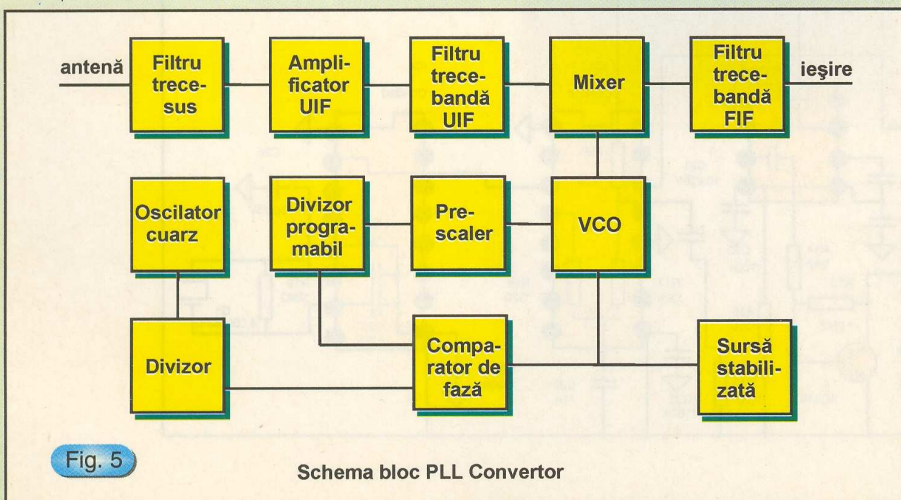 antenă
Filtru
trece-
sus
Ampli-
ficator
UIF
Filtru
trece-
bandă
UIF
Mixer
Filtru
trece-
bandă
FIF
ieşire
Oscilator
cuarz
Divizor
progra-
mabil
Pre-
scaler
VCO
Divizor
Compa-
rator de
fază
Sursă
stabili-
zată
Fig. 5
Schema bloc PLL Convertor